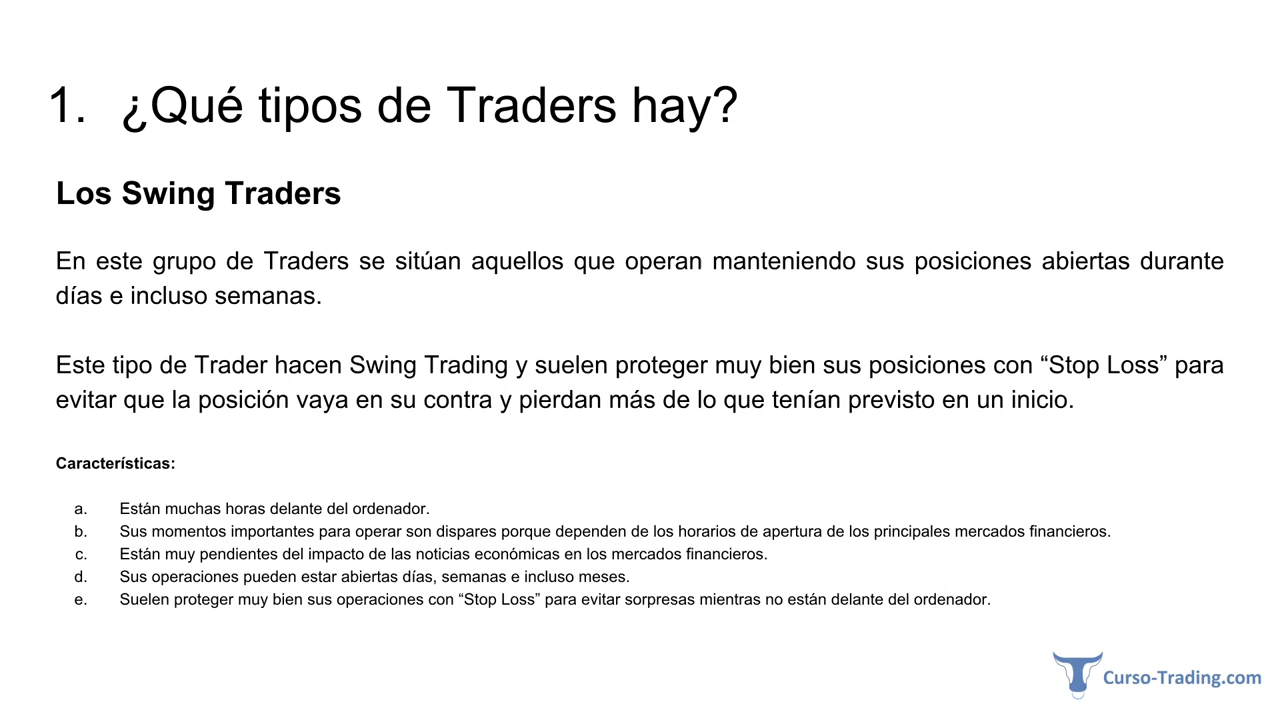 1. ¿Qué tipos de Traders hay?
Los Swing Traders
En este grupo de Traders se sitúan aquellos que operan manteniendo sus posiciones abiertas durante
días e incluso semanas.
Este tipo de Trader hacen Swing Trading y suelen proteger muy bien sus posiciones con “Stop Loss” para
evitar que la posición vaya en su contra y pierdan más de lo que tenían previsto en un inicio.
Características:
a. Están muchas horas delante del ordenador.
b. Sus momentos importantes para operar son dispares porque dependen de los horarios de apertura de los principales mercados financieros.
c. Están muy pendientes del impacto de las noticias económicas en los mercados financieros.
d. Sus operaciones pueden estar abiertas días, semanas e incluso meses.
e. Suelen proteger muy bien sus operaciones con “Stop Loss” para evitar sorpresas mientras no están delante del ordenador.
Curso-Trading.com